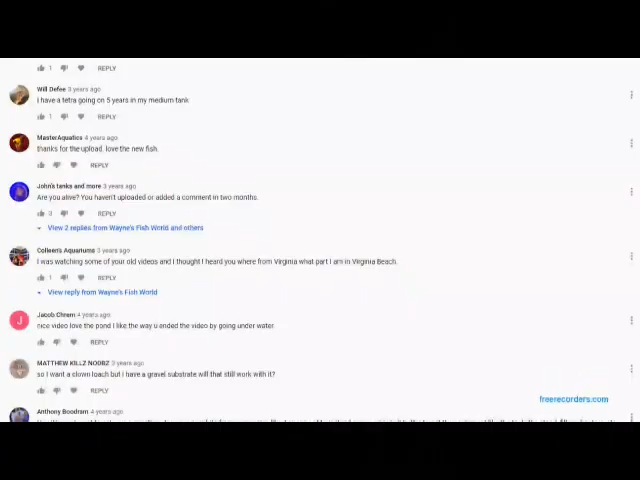 1 REPLY
Will Defee 3 years ago
I have a tetra going on 5 years in my medium tank
1 REPLY
MasterAquatics 4 years ago
thanks for the upload. love the new fish.
REPLY
John's tanks and more 3 years ago
Are you alive? You haven't uploaded or added a comment in two months.
3 REPLY
View 2 replies from Wayne's Fish World and others
Colleen's Aquariums 3 years ago
I was watching some of your old videos and I thought I heard you where from Virginia what part I am in Virginia Beach.
1 REPLY
View reply from Wayne's Fish World
J
Jacob Chrem 4 years ago
nice video love the pond I like the way u ended the video by going under water
REPLY
MATTHEW KILLZ NOOBZ 3 years ago
so I want a clown loach but i have a gravel substrate will that still work with it?
REPLY
freerecorders.com
Anthony Boodram 4 years ago